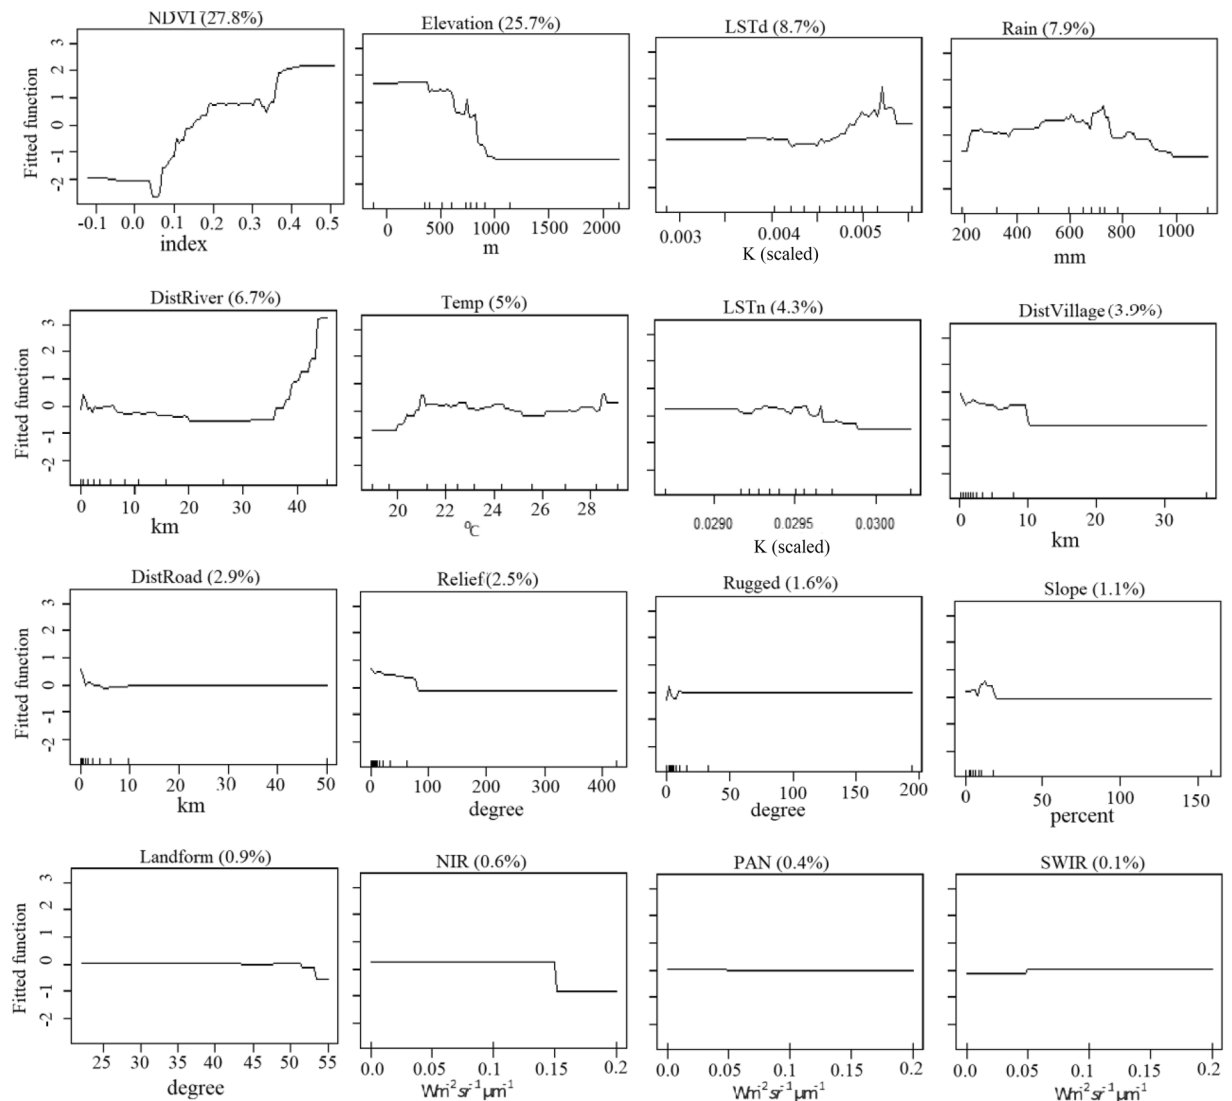 NDVI (27.8%)
Elevation (25.7%)
LSTd (8.7%)
Rain (7.9%)
Fitted function
3
2
1
0
-1
-2
-0.1 0.0 0.1 0.2 0.3 0.4 0.5
index
0 500 1000 1500 2000
m
0.003 0.004 0.005
K (scaled)
200 400 600 800 1000
mm
DistRiver (6.7%)
Temp (5%)
LSTn (4.3%)
DistVillage (3.9%)
Fitted function
3
2
1
0
-1
-2
0 10 20 30 40
km
20 22 24 26 28
⁰C
0.0290 0.0295 0.0300
K (scaled)
0 10 20 30
km
DistRoad (2.9%)
Relief (2.5%)
Rugged (1.6%)
Slope (1.1%)
Fitted function
3
2
1
0
-1
-2
0 10 20 30 40 50
km
0 100 200 300 400
degree
0 50 100 150 200
degree
0 50 100 150
percent
Landform (0.9%)
NIR (0.6%)
PAN (0.4%)
SWIR (0.1%)
Fitted function
3
2
1
0
-1
-2
25 30 35 40 45 50 55
degree
0.0 0.05 0.1 0.15 0.2
Wm⁻²sr⁻¹μm⁻¹
0.0 0.05 0.1 0.15 0.2
Wm⁻²sr⁻¹μm⁻¹
0.0 0.05 0.1 0.15 0.2
Wm⁻²sr⁻¹μm⁻¹